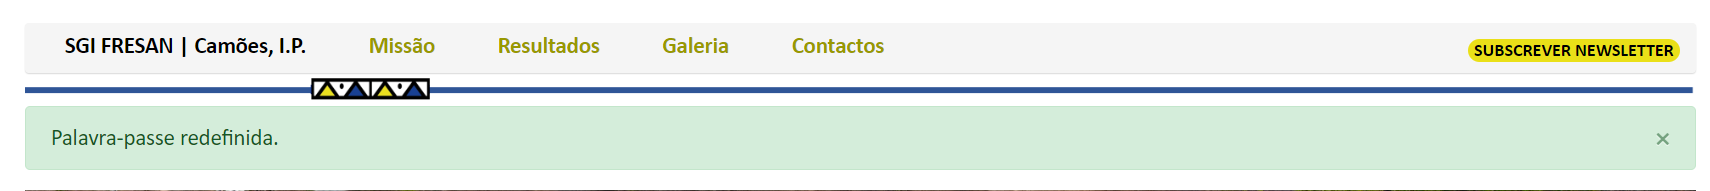 SGI FRESAN | Camões, I.P. Missão Resultados Galeria Contactos SUBSCREVER NEWSLETTER
Palavra-passe redefinida. ×